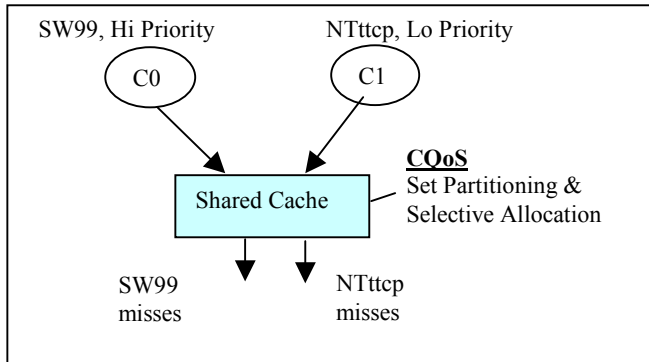 SW99, Hi Priority
NTttcp, Lo Priority
C0
C1
CQoS
Set Partitioning &
Selective Allocation
Shared Cache
SW99
misses
NTttcp
misses